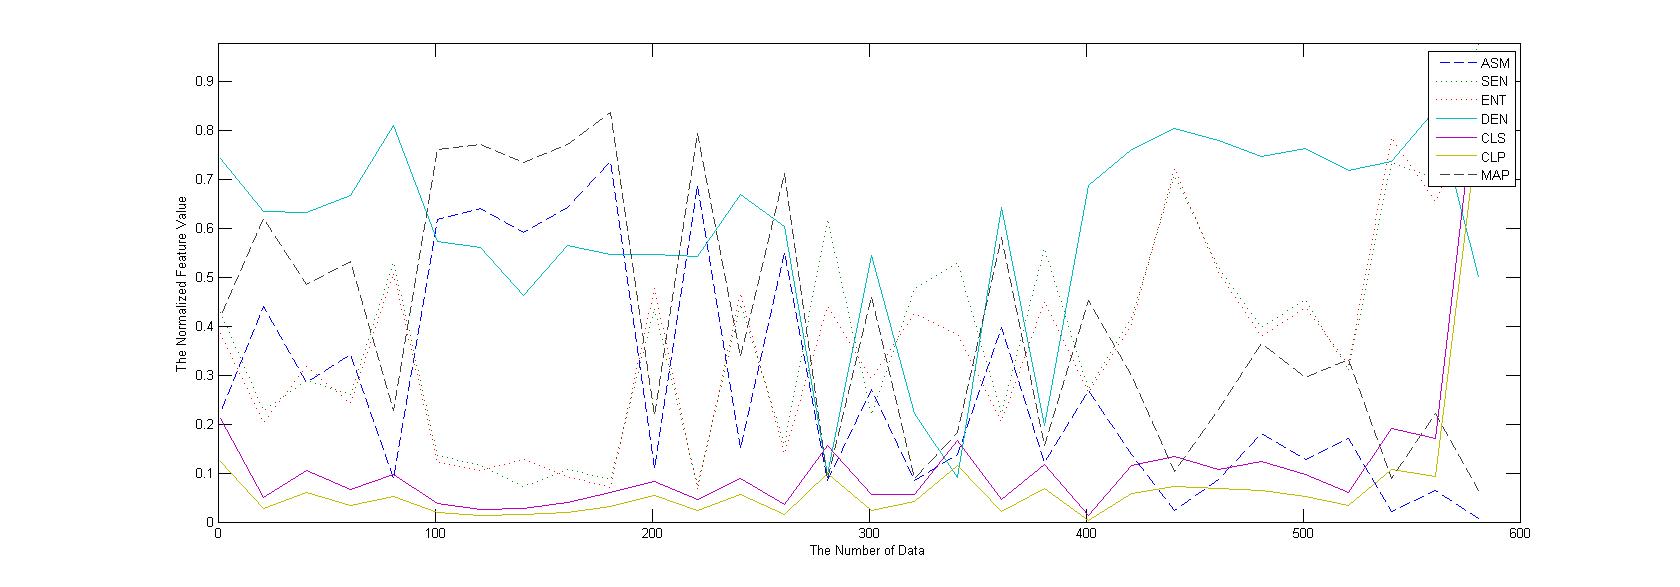 0.9
0.8
0.7
0.6
0.5
0.4
0.3
0.2
0.1
0
The Normalized Feature Value
0 100 200 300 400 500 600
The Number of Data
ASM
SEN
ENT
DEN
CLS
CLP
MAP